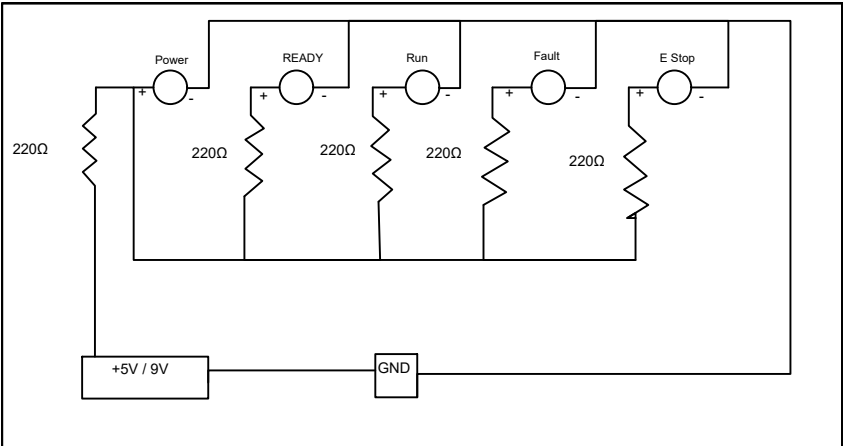 Power
READY
Run
Fault
E Stop
+
-
+
-
+
-
+
-
+
-
220Ω
220Ω
220Ω
220Ω
220Ω
+5V / 9V
GND